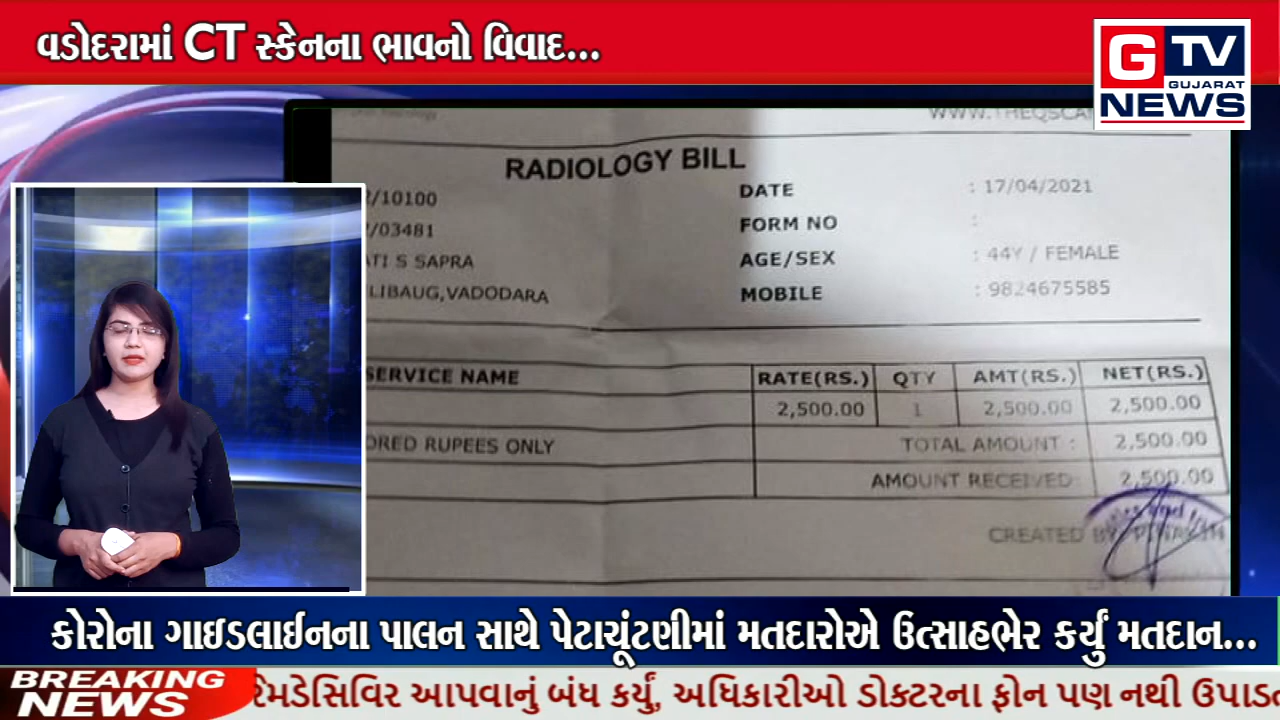 વડોદરામાં CT સ્કેનના ભાવનો વિવાદ...
G TV
GUJARAT
NEWS
RADIOLOGY BILL
/10100 DATE : 17/04/2021
/03481 FORM NO :
S SAPRA AGE/SEX : 44Y / FEMALE
LIBAUG,VADODARA MOBILE : 9824675585
SERVICE NAME RATE(RS.) QTY AMT(RS.) NET(RS.)
2,500.00 1 2,500.00 2,500.00
RUPEES ONLY TOTAL AMOUNT : 2,500.00
AMOUNT RECEIVED: 2,500.00
CREATED BY
કોરોના ગાઇડલાઈનના પાલન સાથે પેટાચૂંટણીમાં મતદારોએ ઉત્સાહભેર કર્યું મતદાન...
BREAKING
NEWS
રેમડેસિવિર આપવાનું બંધ કર્યું, અધિકારીઓ ડોક્ટરના ફોન પણ નથી ઉપાડ